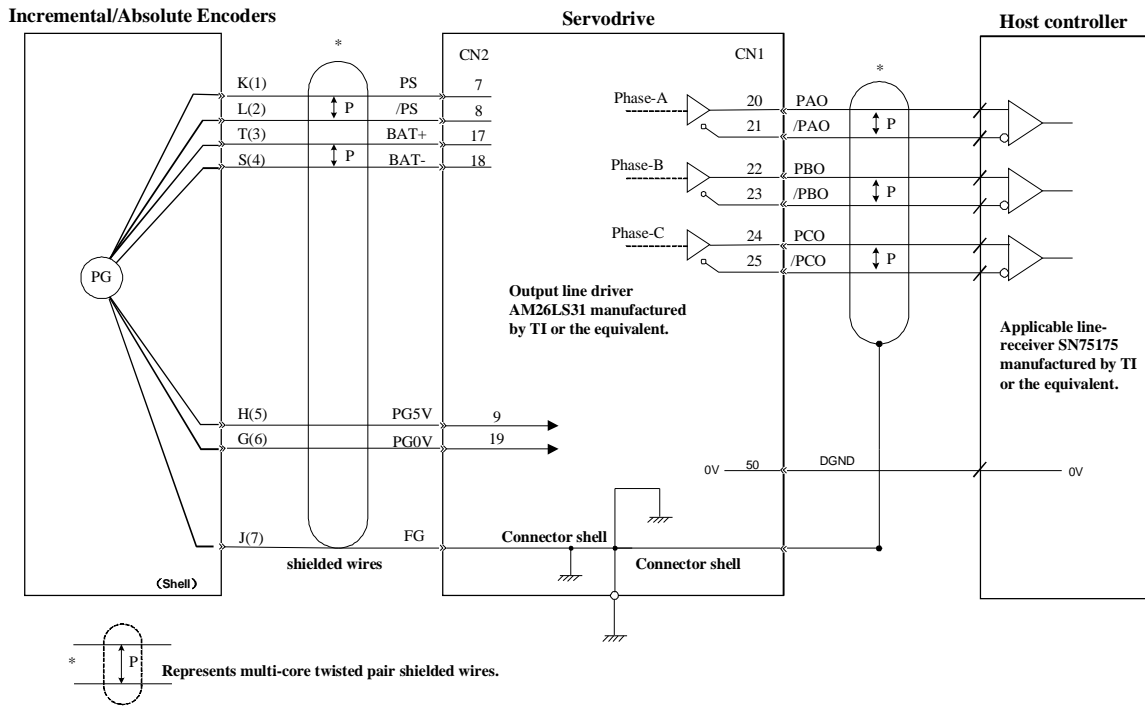 Incremental/Absolute Encoders
Servodrive
Host controller
*
CN2
CN1
*
K(1) PS 7
L(2) /PS 8
T(3) BAT+ 17
S(4) BAT- 18
P
P
PG
Phase-A
20 PAO
21 /PAO
P
Phase-B
22 PBO
23 /PBO
P
Phase-C
24 PCO
25 /PCO
P
Output line driver
AM26LS31 manufactured
by TI or the equivalent.
Applicable line-
receiver SN75175
manufactured by TI
or the equivalent.
H(5) PG5V 9
G(6) PG0V 19
0V 50 DGND 0V
J(7) FG
Connector shell
shielded wires
Connector shell
(Shell)
* P
Represents multi-core twisted pair shielded wires.